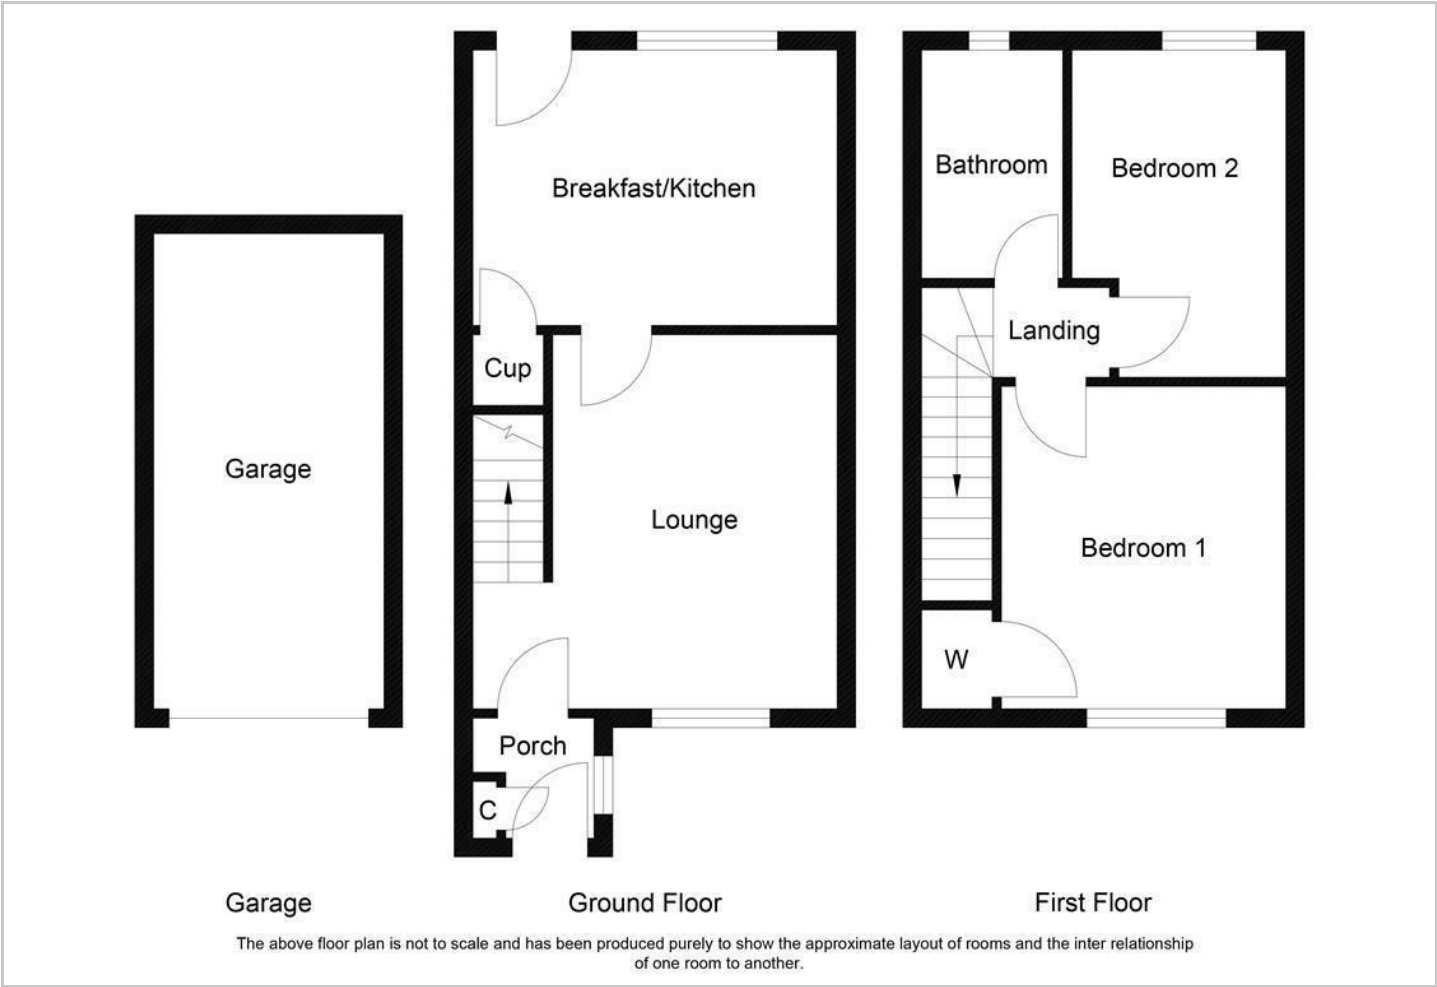 Bathroom
Bedroom 2
Breakfast/Kitchen
Landing
Cup
Garage
Lounge
Bedroom 1
W
Porch
C
Garage
Ground Floor
First Floor
The above floor plan is not to scale and has been produced purely to show the approximate layout of rooms and the inter relationship
of one room to another.